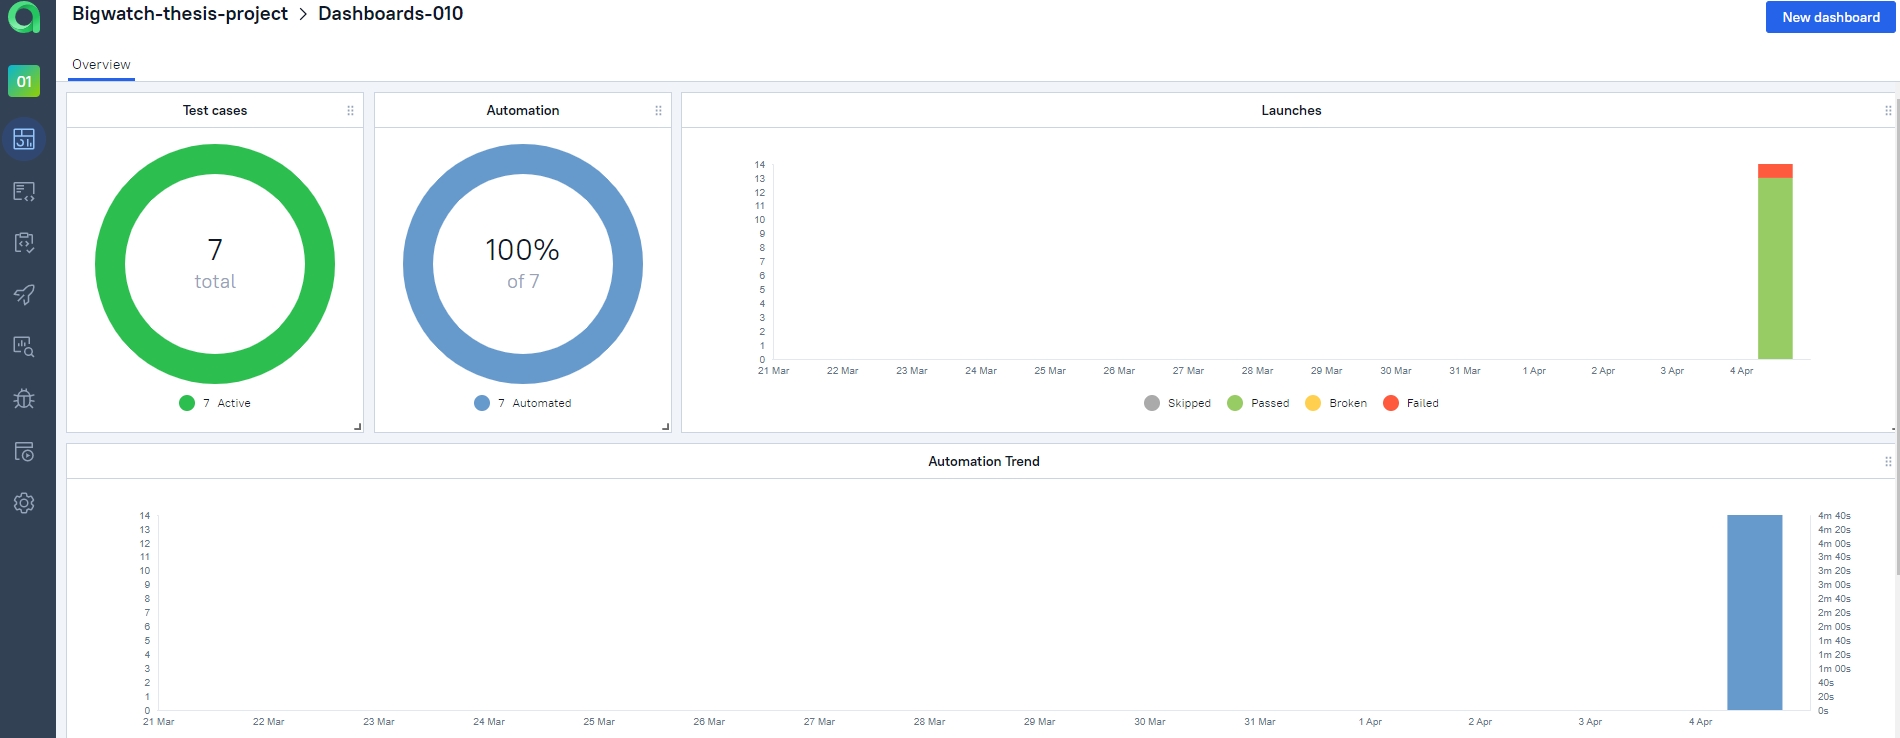 Bigwatch-thesis-project > Dashboards-010
New dashboard
01
Overview
Test cases
7
total
7 Active
Automation
100%
of 7
7 Automated
Launches
14
13
12
11
10
9
8
7
6
5
4
3
2
1
0
21 Mar 22 Mar 23 Mar 24 Mar 25 Mar 26 Mar 27 Mar 28 Mar 29 Mar 30 Mar 31 Mar 1 Apr 2 Apr 3 Apr 4 Apr
Skipped Passed Broken Failed
Automation Trend
14 4m 40s
13 4m 20s
12 4m 00s
11 3m 40s
10 3m 20s
9 3m 00s
8 2m 40s
7 2m 20s
6 2m 00s
5 1m 40s
4 1m 20s
3 1m 00s
2 40s
1 20s
0 0s
21 Mar 22 Mar 23 Mar 24 Mar 25 Mar 26 Mar 27 Mar 28 Mar 29 Mar 30 Mar 31 Mar 1 Apr 2 Apr 3 Apr 4 Apr